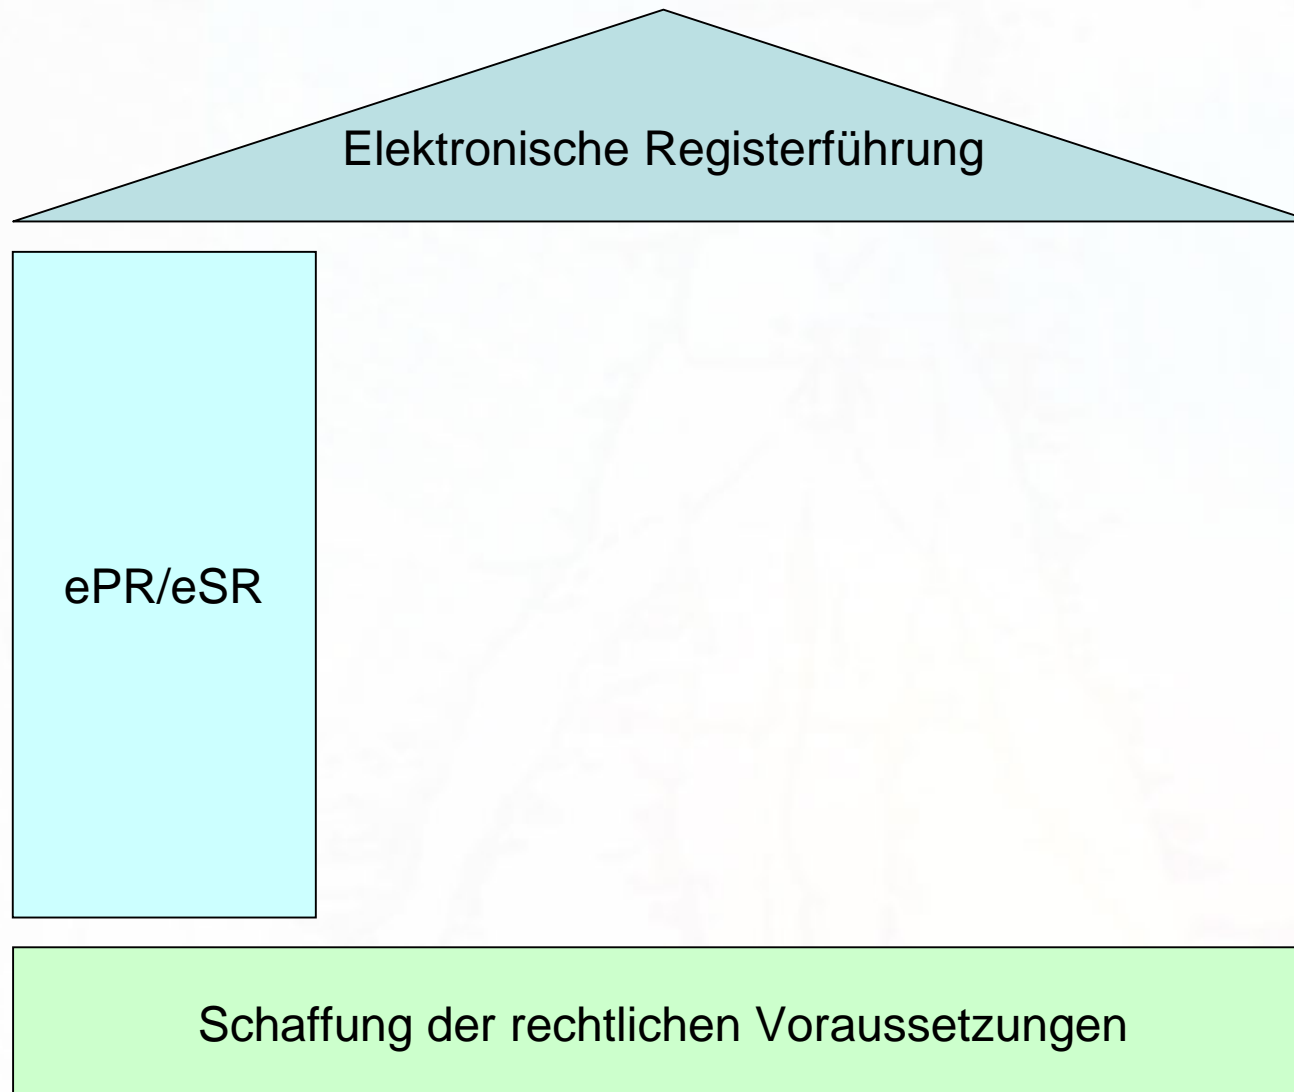 Elektronische Registerführung
ePR/eSR
Schaffung der rechtlichen Voraussetzungen